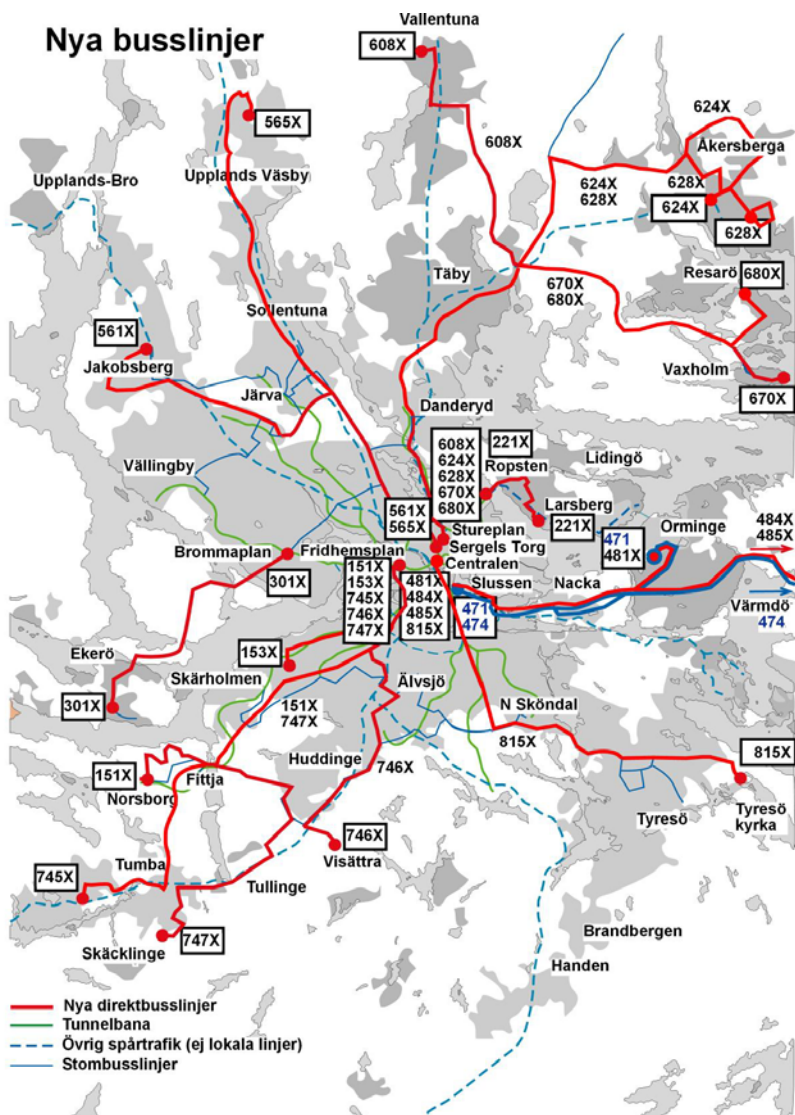 Nya busslinjer
Vallentuna
608X
565X
Upplands Väsby
608X
624X
Åkersberga
Upplands-Bro
624X
628X
628X
624X
628X
Täby
Resarö
680X
670X
680X
Sollentuna
561X
Jakobsberg
Järva
Vaxholm
670X
Danderyd
608X
624X
628X
670X
680X
221X
Ropsten
Lidingö
Vällingby
561X
565X
Larsberg
221X
Stureplan
Sergels Torg
Centralen
Orminge
471
481X
484X
485X
Brommaplan
Fridhemsplan
301X
151X
153X
745X
746X
747X
481X
484X
485X
815X
Slussen
471
474
Nacka
Värmdö
474
Ekerö
301X
153X
Skärholmen
151X
747X
Älvsjö
N Sköndal
815X
815X
Tyresö
kyrka
Tyresö
151X
Norsborg
Fittja
Huddinge
746X
746X
Visättra
Tumba
745X
Tullinge
747X
Skäcklinge
Brandbergen
Handen
Nya direktbusslinjer
Tunnelbana
Övrig spårtrafik (ej lokala linjer)
Stombusslinjer